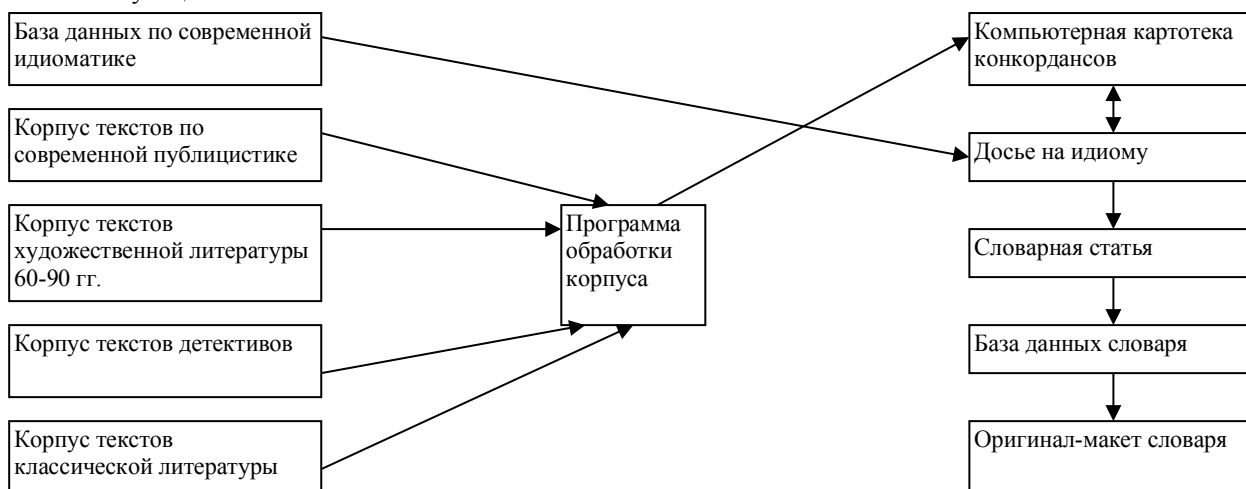 База данных по современной
идиоматике
Корпус текстов по
современной публицистике
Корпус текстов
художественной литературы
60-90 гг.
Корпус текстов детективов
Корпус текстов
классической литературы
Программа
обработки
корпуса
Компьютерная картотека
конкордансов
Досье на идиому
Словарная статья
База данных словаря
Оригинал-макет словаря